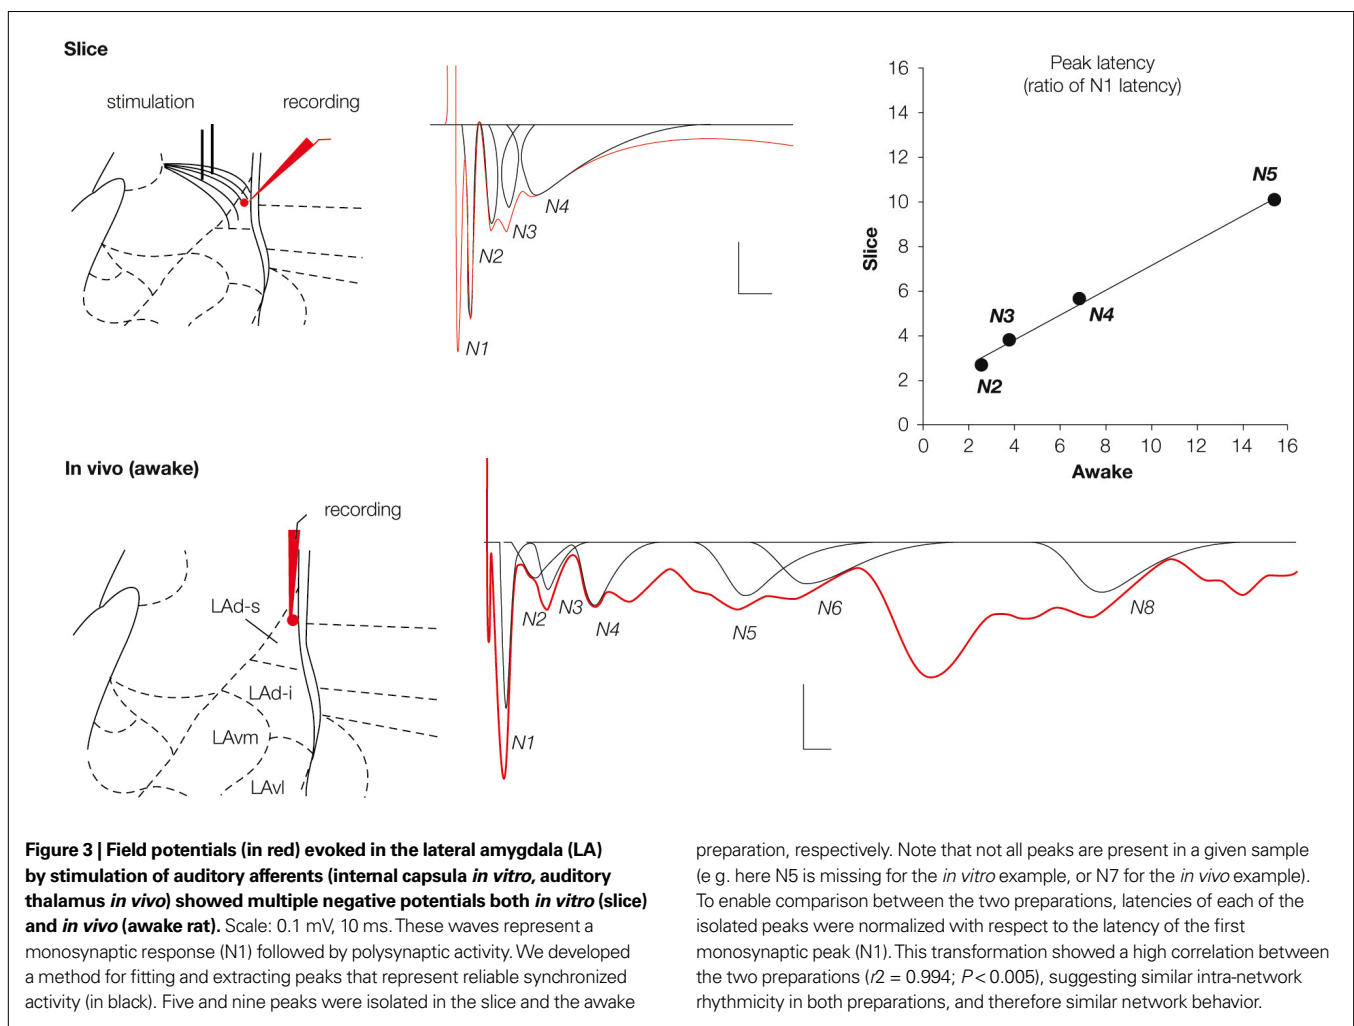 Slice
stimulation
recording
N1
N2
N3
N4
Peak latency
(ratio of N1 latency)
16
14
12
10
8
6
4
2
0
Slice
N5
N3
N4
N2
0 2 4 6 8 10 12 14 16
Awake
In vivo (awake)
recording
LAd-s
LAd-i
LAvm
LAvl
N1
N2
N3
N4
N5
N6
N8
Figure 3 | Field potentials (in red) evoked in the lateral amygdala (LA)
by stimulation of auditory afferents (internal capsula in vitro, auditory
thalamus in vivo) showed multiple negative potentials both in vitro (slice)
and in vivo (awake rat). Scale: 0.1 mV, 10 ms. These waves represent a
monosynaptic response (N1) followed by polysynaptic activity. We developed
a method for fitting and extracting peaks that represent reliable synchronized
activity (in black). Five and nine peaks were isolated in the slice and the awake
preparation, respectively. Note that not all peaks are present in a given sample
(e g. here N5 is missing for the in vitro example, or N7 for the in vivo example).
To enable comparison between the two preparations, latencies of each of the
isolated peaks were normalized with respect to the latency of the first
monosynaptic peak (N1). This transformation showed a high correlation between
the two preparations (r2 = 0.994; P < 0.005), suggesting similar intra-network
rhythmicity in both preparations, and therefore similar network behavior.